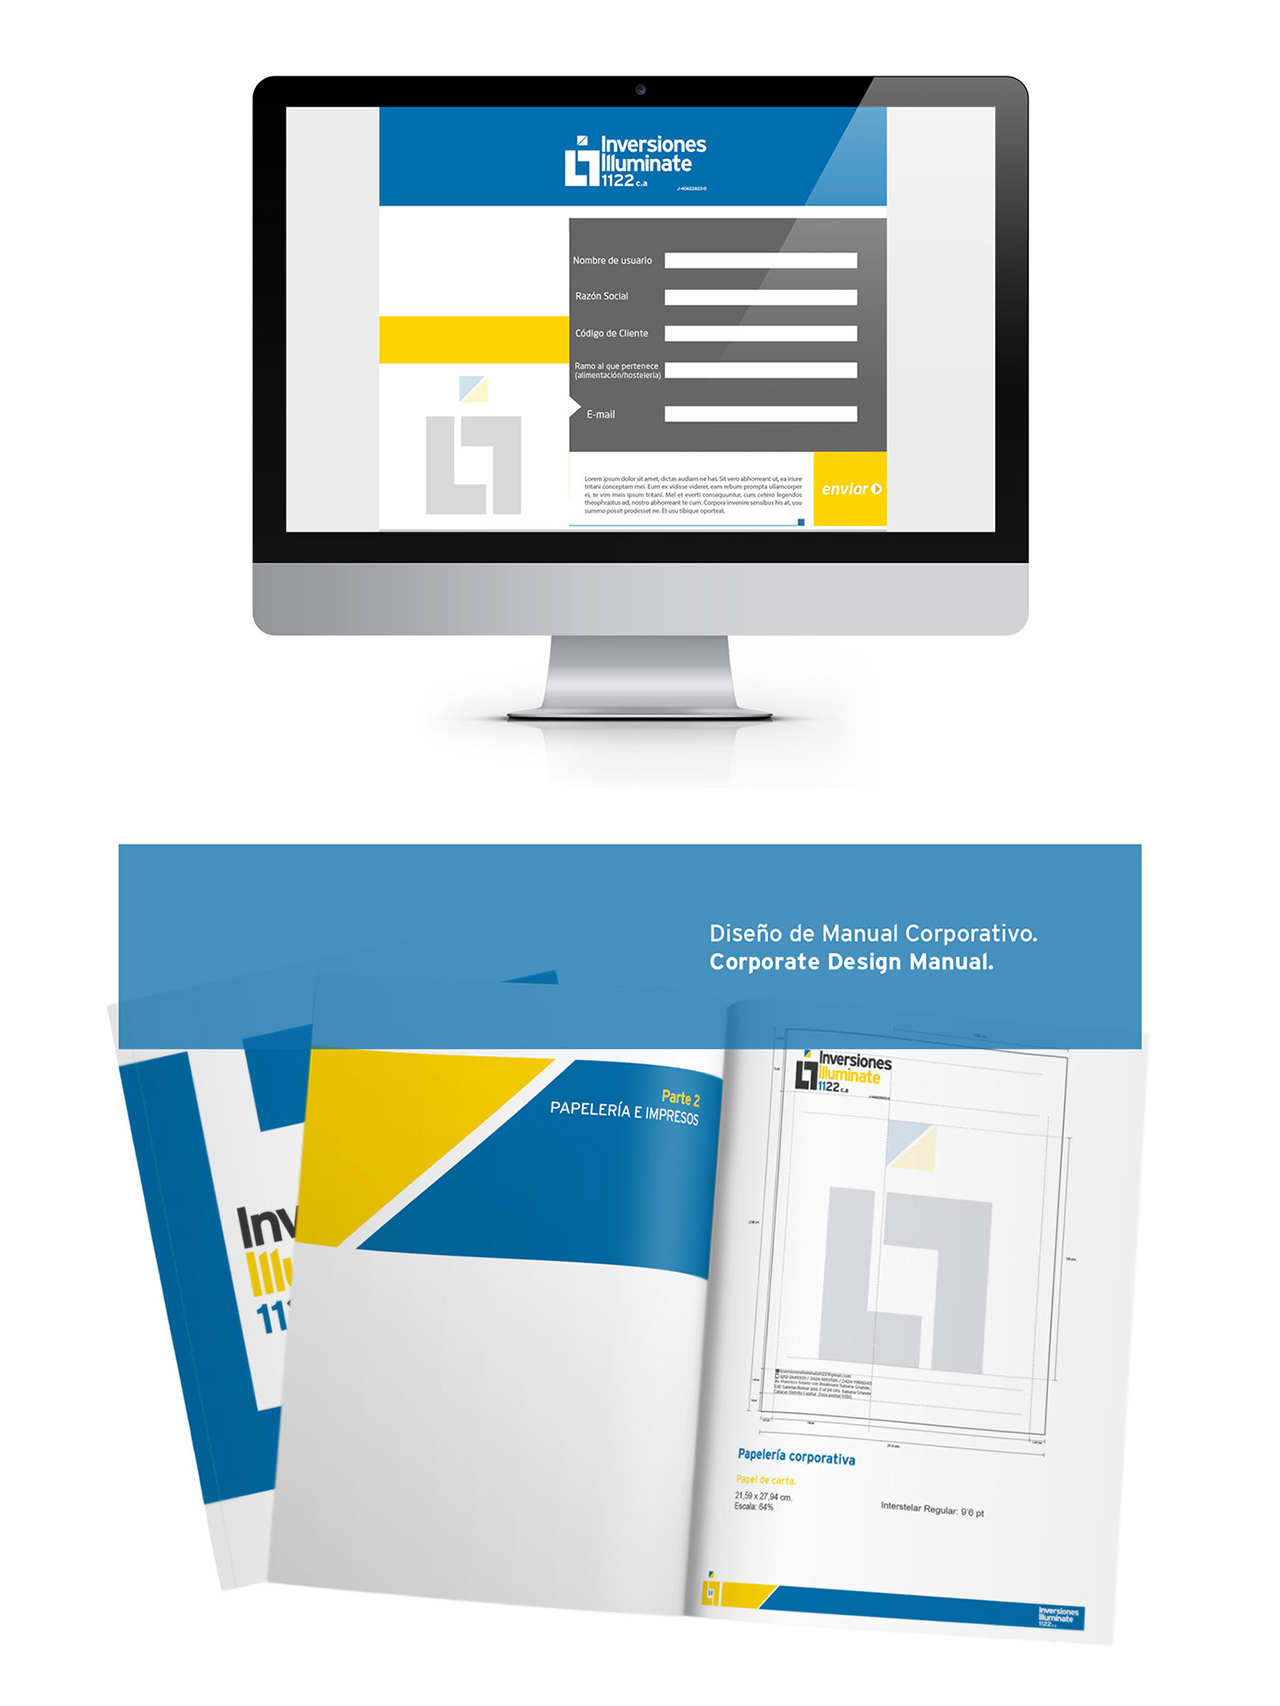 Inversiones
Illuminate
1122 c.a
J-40622823-0
Nombre de usuario
Razón Social
Código de Cliente
Ramo al que pertenece
(alimentación/hostelería)
E-mail
Lorem ipsum dolor sit amet, dictas audiam ne has. Sit vero abhorreant ut, ea iriure
tritani conceptam mei. Eum ex vidisse viderer, eam rebum prompta ullamcorper
ei, te vim meis ipsum tritani. Mel et everti consequuntur, cum cetero legendos
theophrastus ad, nostro abhorreant te cum. Corpora invenire sensibus his at, usu
summo possit prodesset ne. Et usu tibique oporteat.
enviar
Diseño de Manual Corporativo.
Corporate Design Manual.
Inv
Illu
112
Parte 2
PAPELERÍA E IMPRESOS
Inversiones
Illuminate
1122 c.a
Papelería corporativa
Papel de carta.
21,59 x 27,94 cm.
Escala: 64%
Interstelar Regular: 9'6 pt
Inversiones
Illuminate
1122 c.a